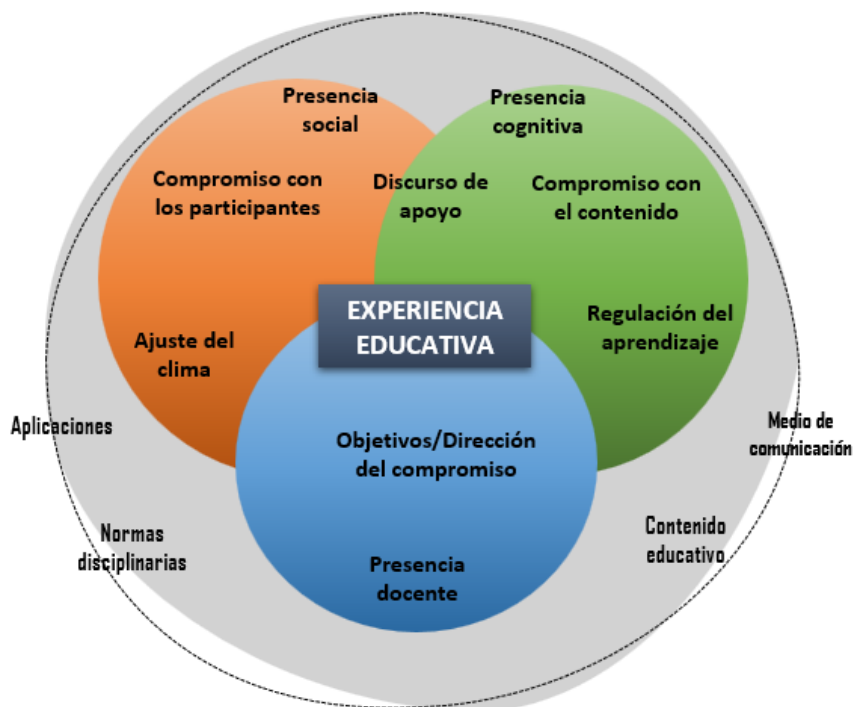 Presencia
social
Presencia
cognitiva
Compromiso con
los participantes
Discurso de
apoyo
Compromiso con
el contenido
EXPERIENCIA
EDUCATIVA
Ajuste del
clima
Regulación del
aprendizaje
Aplicaciones
Objetivos/Dirección
del compromiso
Medio de
comunicación
Normas
disciplinarias
Contenido
educativo
Presencia
docente